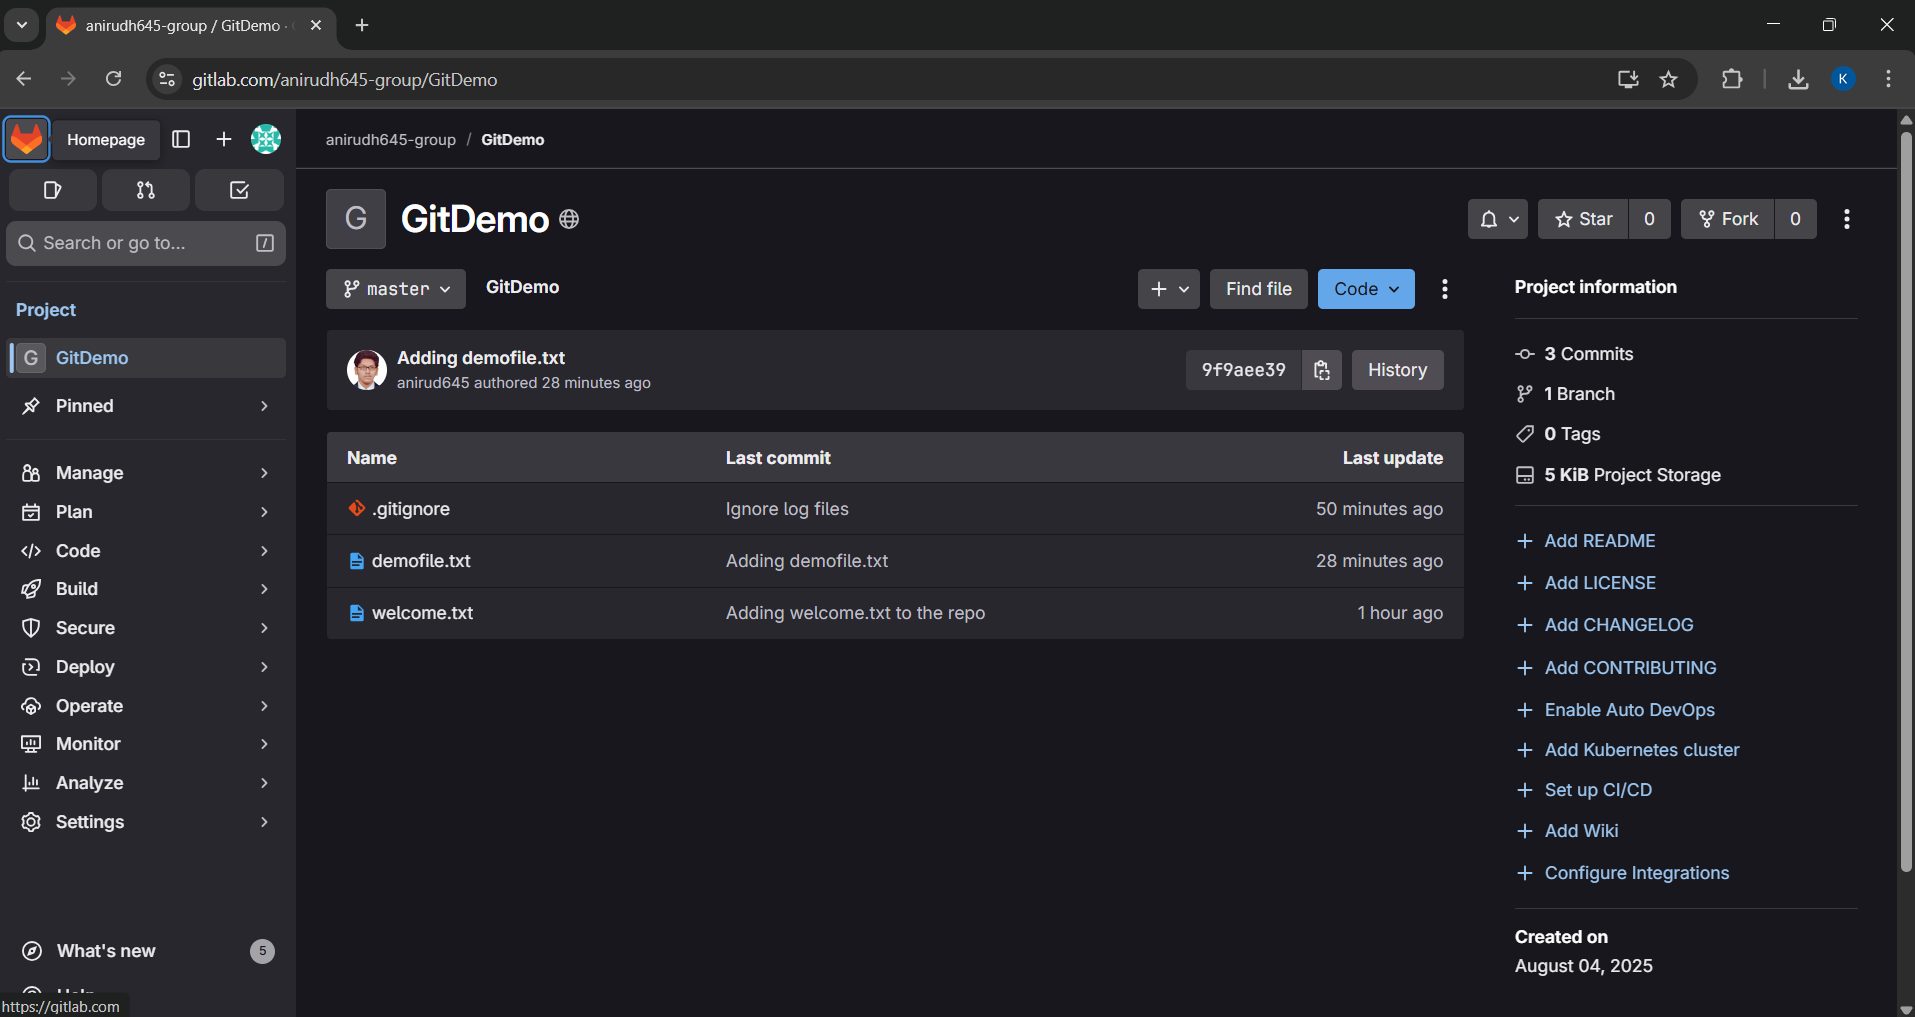 anirudh645-group / GitDemo ·
gitlab.com/anirudh645-group/GitDemo
K
Homepage
anirudh645-group / GitDemo
Search or go to...
/
G
GitDemo
Star
0
Fork
0
master
GitDemo
Find file
Code
Project
G
GitDemo
Pinned
Manage
Plan
Code
Build
Secure
Deploy
Operate
Monitor
Analyze
Settings
What's new
5
Help
https://gitlab.com
Adding demofile.txt
anirud645 authored 28 minutes ago
9f9aee39
History
Name Last commit Last update
.gitignore Ignore log files 50 minutes ago
demofile.txt Adding demofile.txt 28 minutes ago
welcome.txt Adding welcome.txt to the repo 1 hour ago
Project information
3 Commits
1 Branch
0 Tags
5 KiB Project Storage
Add README
Add LICENSE
Add CHANGELOG
Add CONTRIBUTING
Enable Auto DevOps
Add Kubernetes cluster
Set up CI/CD
Add Wiki
Configure Integrations
Created on
August 04, 2025